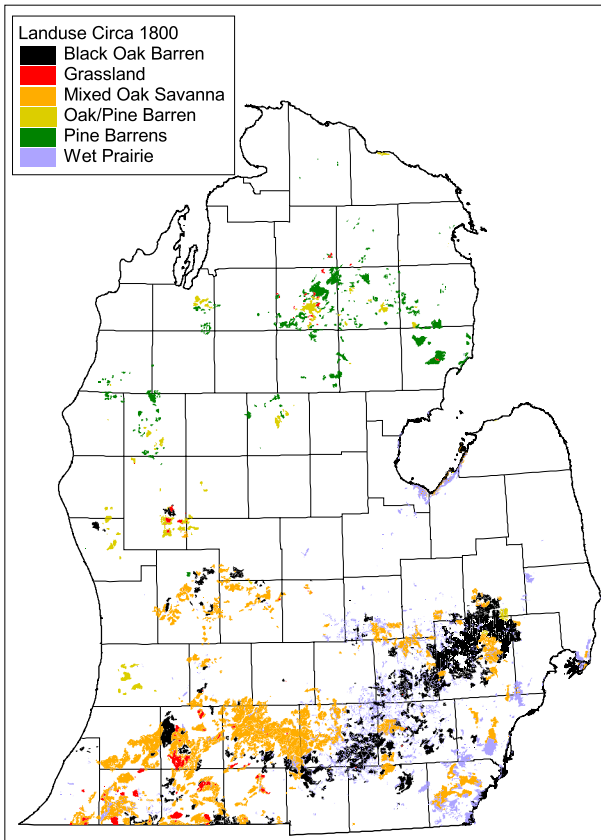 Landuse Circa 1800
Black Oak Barren
Grassland
Mixed Oak Savanna
Oak/Pine Barren
Pine Barrens
Wet Prairie